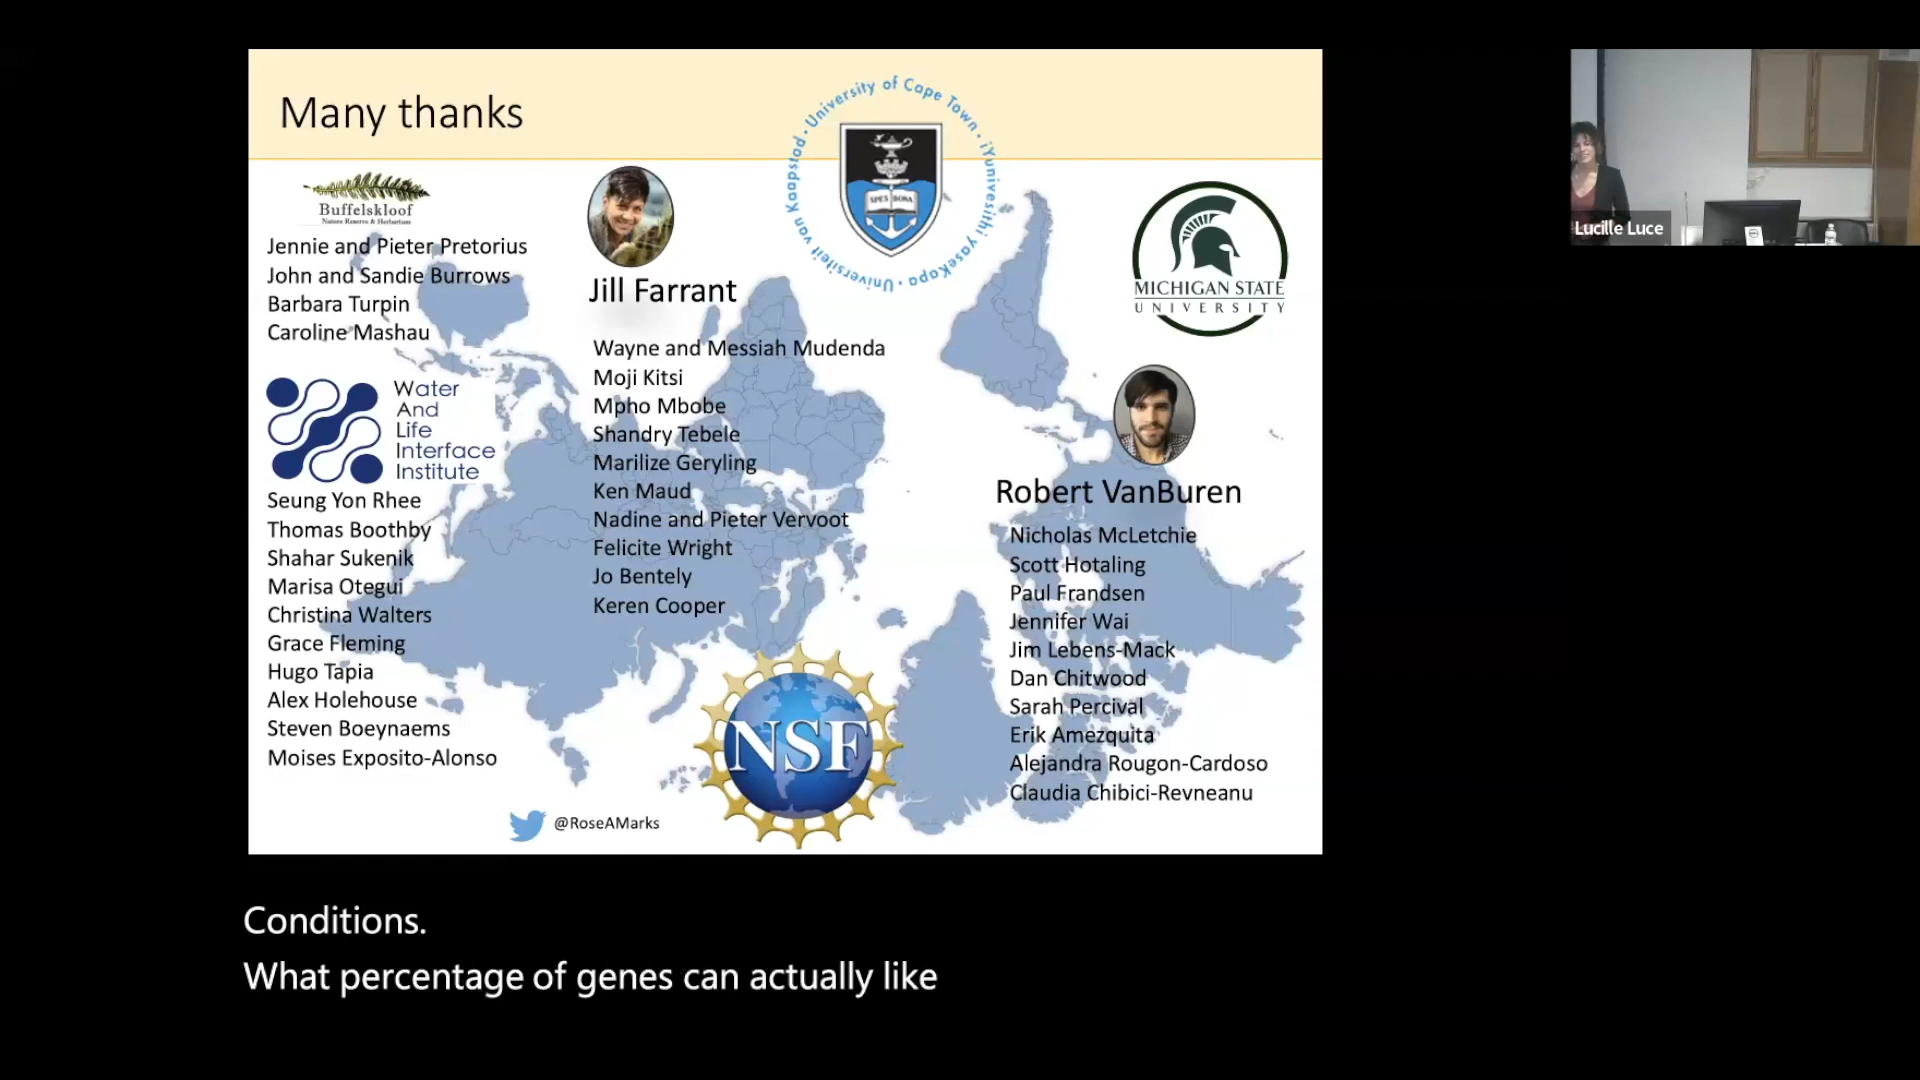 Many thanks
University of Cape Town · iYunivesithi yaseKapa · Universiteit van Kaapstad ·
SPES BONA
Buffelskloof
Nature Reserve & Herbarium
Jennie and Pieter Pretorius
John and Sandie Burrows
Barbara Turpin
Caroline Mashau
Water
And
Life
Interface
Institute
Seung Yon Rhee
Thomas Boothby
Shahar Sukenik
Marisa Otegui
Christina Walters
Grace Fleming
Hugo Tapia
Alex Holehouse
Steven Boeynaems
Moises Exposito-Alonso
@RoseAMarks
Jill Farrant
Wayne and Messiah Mudenda
Moji Kitsi
Mpho Mbobe
Shandry Tebele
Marilize Geryling
Ken Maud
Nadine and Pieter Vervoot
Felicite Wright
Jo Bentely
Keren Cooper
NSF
MICHIGAN STATE
UNIVERSITY
Robert VanBuren
Nicholas McLetchie
Scott Hotaling
Paul Frandsen
Jennifer Wai
Jim Lebens-Mack
Dan Chitwood
Sarah Percival
Erik Amezquita
Alejandra Rougon-Cardoso
Claudia Chibici-Revneanu
Lucille Luce
Conditions.
What percentage of genes can actually like